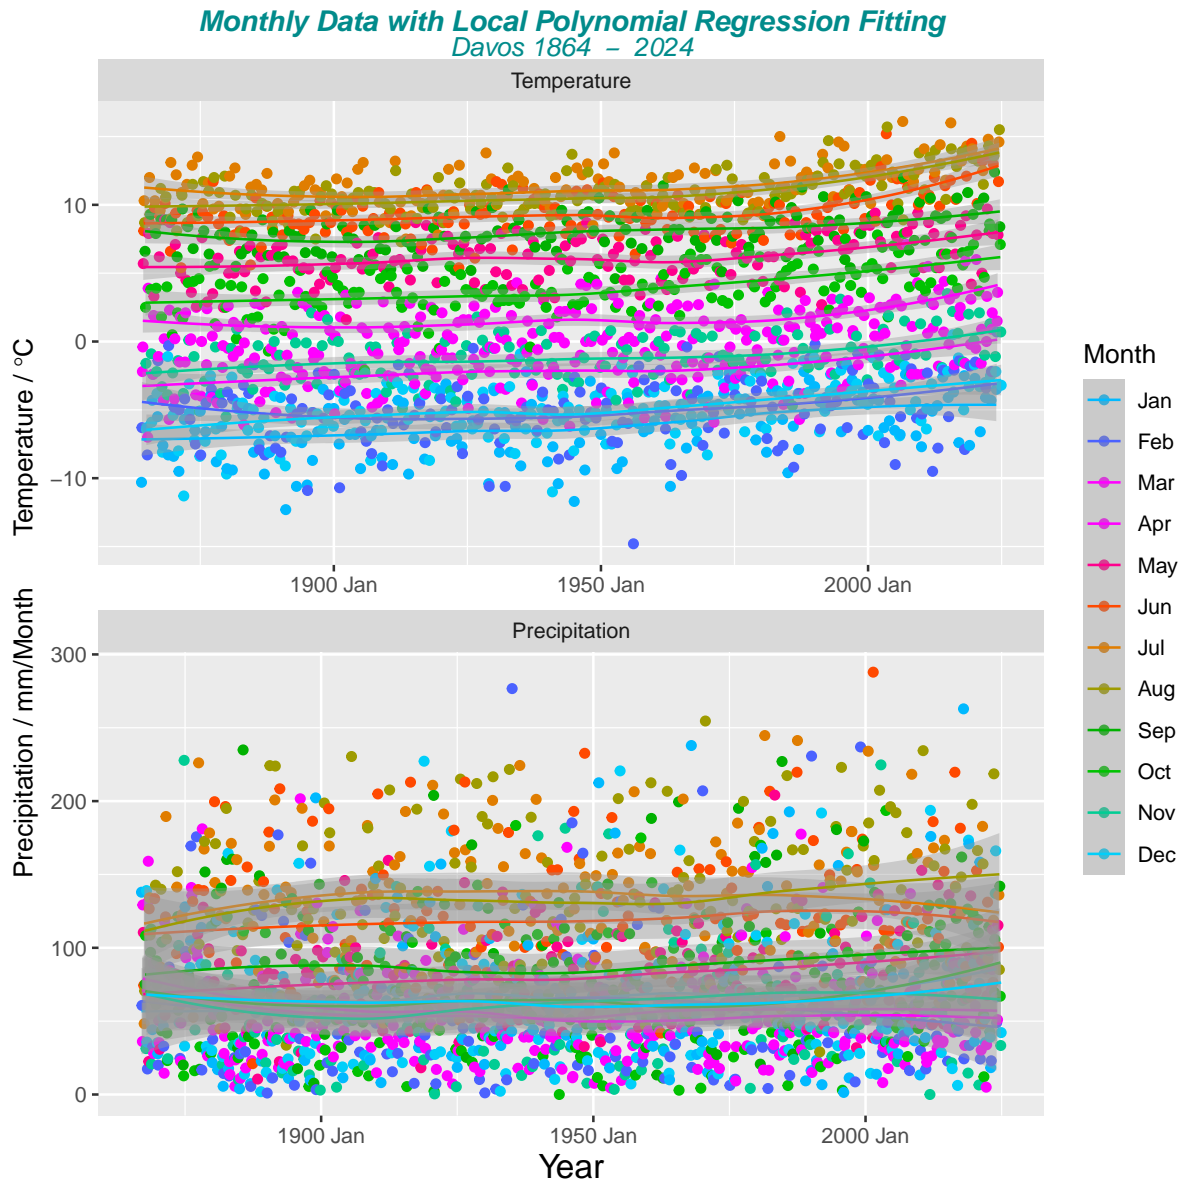 Monthly Data with Local Polynomial Regression Fitting
Davos 1864 – 2024
Temperature
Temperature / °C
10
0
−10
1900 Jan
1950 Jan
2000 Jan
Precipitation
Precipitation / mm/Month
300
200
100
0
1900 Jan
1950 Jan
2000 Jan
Year
Month
Jan
Feb
Mar
Apr
May
Jun
Jul
Aug
Sep
Oct
Nov
Dec